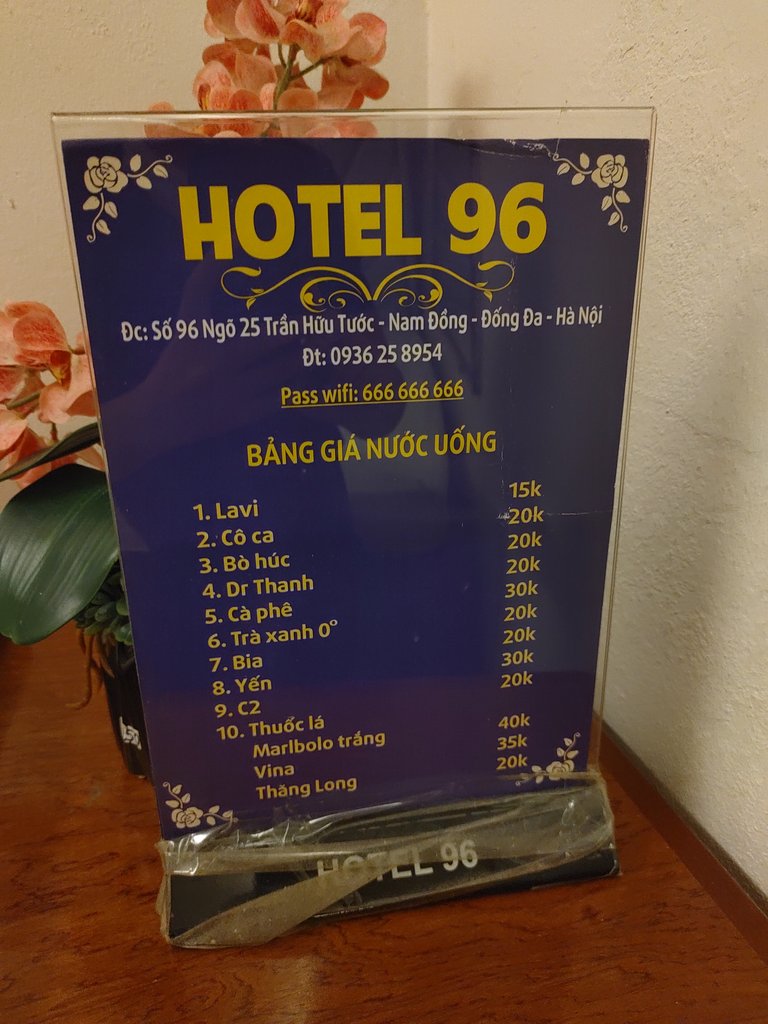 HOTEL 96
Đc: Số 96 Ngõ 25 Trần Hữu Tước - Nam Đồng - Đống Đa - Hà Nội
Đt: 0936 25 8954
Pass wifi: 666 666 666
BẢNG GIÁ NƯỚC UỐNG
1. Lavi 15k
2. Cô ca 20k
3. Bò húc 20k
4. Dr Thanh 20k
5. Cà phê 30k
6. Trà xanh 0° 20k
7. Bia 20k
8. Yến 30k
9. C2 20k
10. Thuốc lá
Marlbolo trắng 40k
Vina 35k
Thăng Long 20k
HOTEL 96